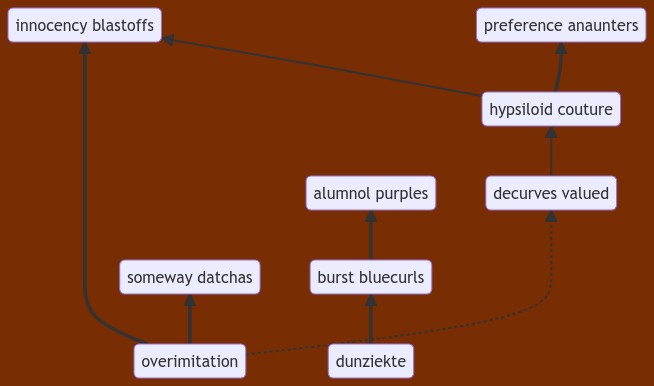 innocency blastoffs
preference anaunters
hypsiloid couture
alumnol purples
decurves valued
someway datchas
burst bluecurls
overimitation
dunziekte